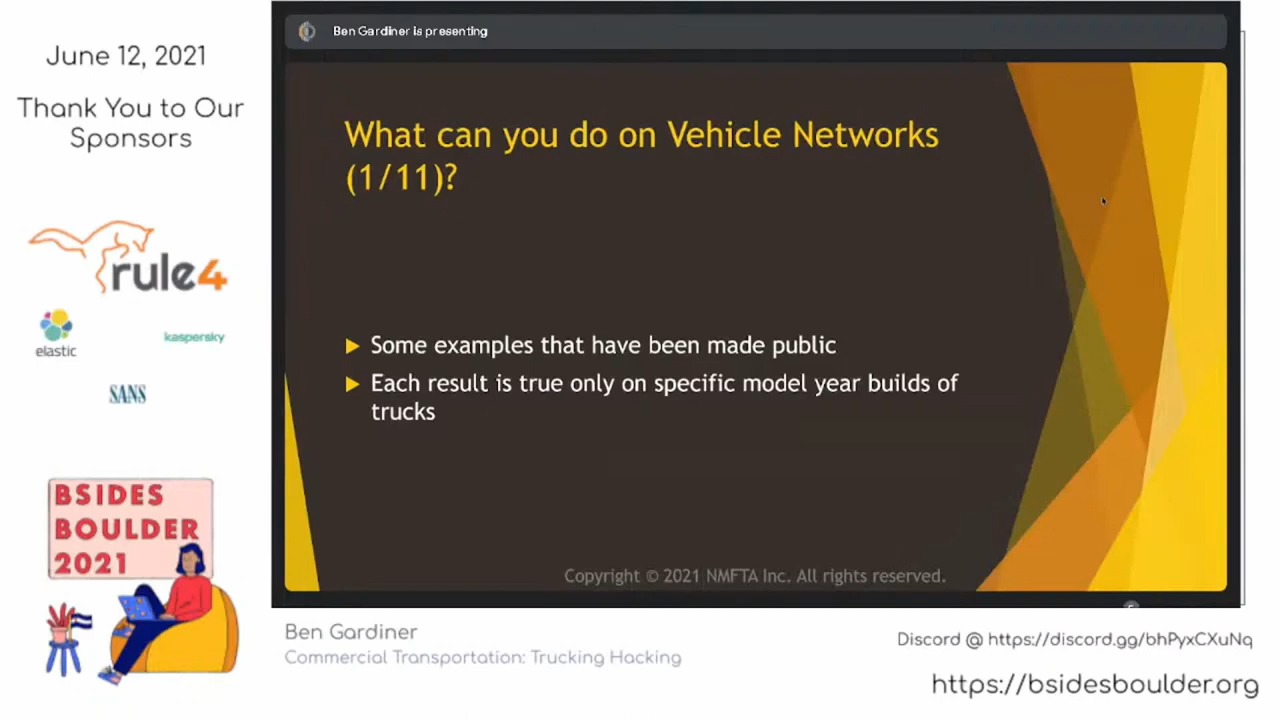 June 12, 2021
Thank You to Our
Sponsors
rule4
elastic
kaspersky
SANS
BSIDES
BOULDER
2021
Ben Gardiner is presenting
What can you do on Vehicle Networks
(1/11)?
Some examples that have been made public
Each result is true only on specific model year builds of
trucks
Copyright © 2021 NMFTA Inc. All rights reserved.
Ben Gardiner
Commercial Transportation: Trucking Hacking
Discord @ https://discord.gg/bhPyxCXuNq
https://bsidesboulder.org